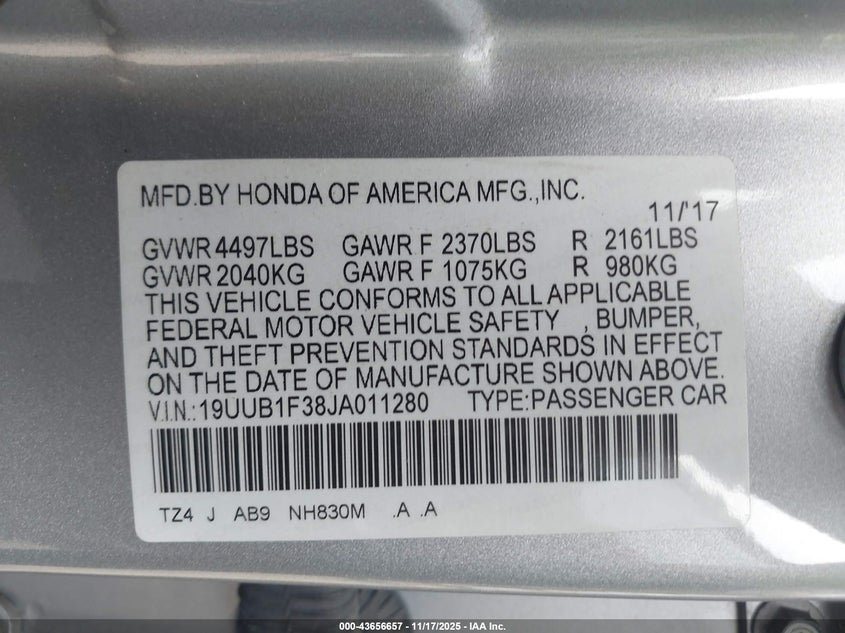 MFD.BY HONDA OF AMERICA MFG.,INC.
11/'17
GVWR 4497LBS GAWR F 2370LBS R 2161LBS
GVWR 2040KG GAWR F 1075KG R 980KG
THIS VEHICLE CONFORMS TO ALL APPLICABLE
FEDERAL MOTOR VEHICLE SAFETY , BUMPER,
AND THEFT PREVENTION STANDARDS IN EFFECT
ON THE DATE OF MANUFACTURE SHOWN ABOVE.
V.I.N.:19UUB1F38JA011280 TYPE:PASSENGER CAR
TZ4 J AB9 NH830M .A .A
000-43656657 - 11/17/2025 - IAA Inc.